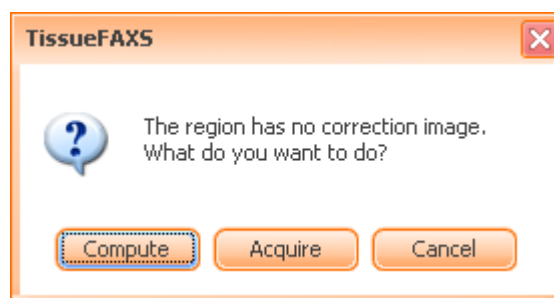 TissueFAXS
The region has no correction image.
What do you want to do?
Compute Acquire Cancel